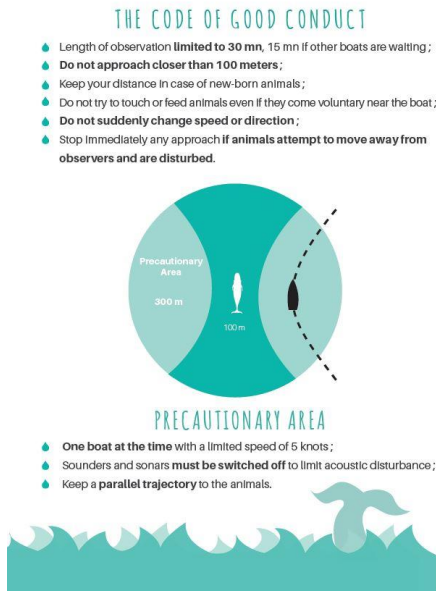 THE CODE OF GOOD CONDUCT
Length of observation limited to 30 mn, 15 mn if other boats are waiting ;
Do not approach closer than 100 meters ;
Keep your distance in case of new-born animals ;
Do not try to touch or feed animals even if they come voluntary near the boat ;
Do not suddenly change speed or direction ;
Stop immediately any approach if animals attempt to move away from
observers and are disturbed.
Precautionary
Area
300 m
100 m
PRECAUTIONARY AREA
One boat at the time with a limited speed of 5 knots ;
Sounders and sonars must be switched off to limit acoustic disturbance ;
Keep a parallel trajectory to the animals.